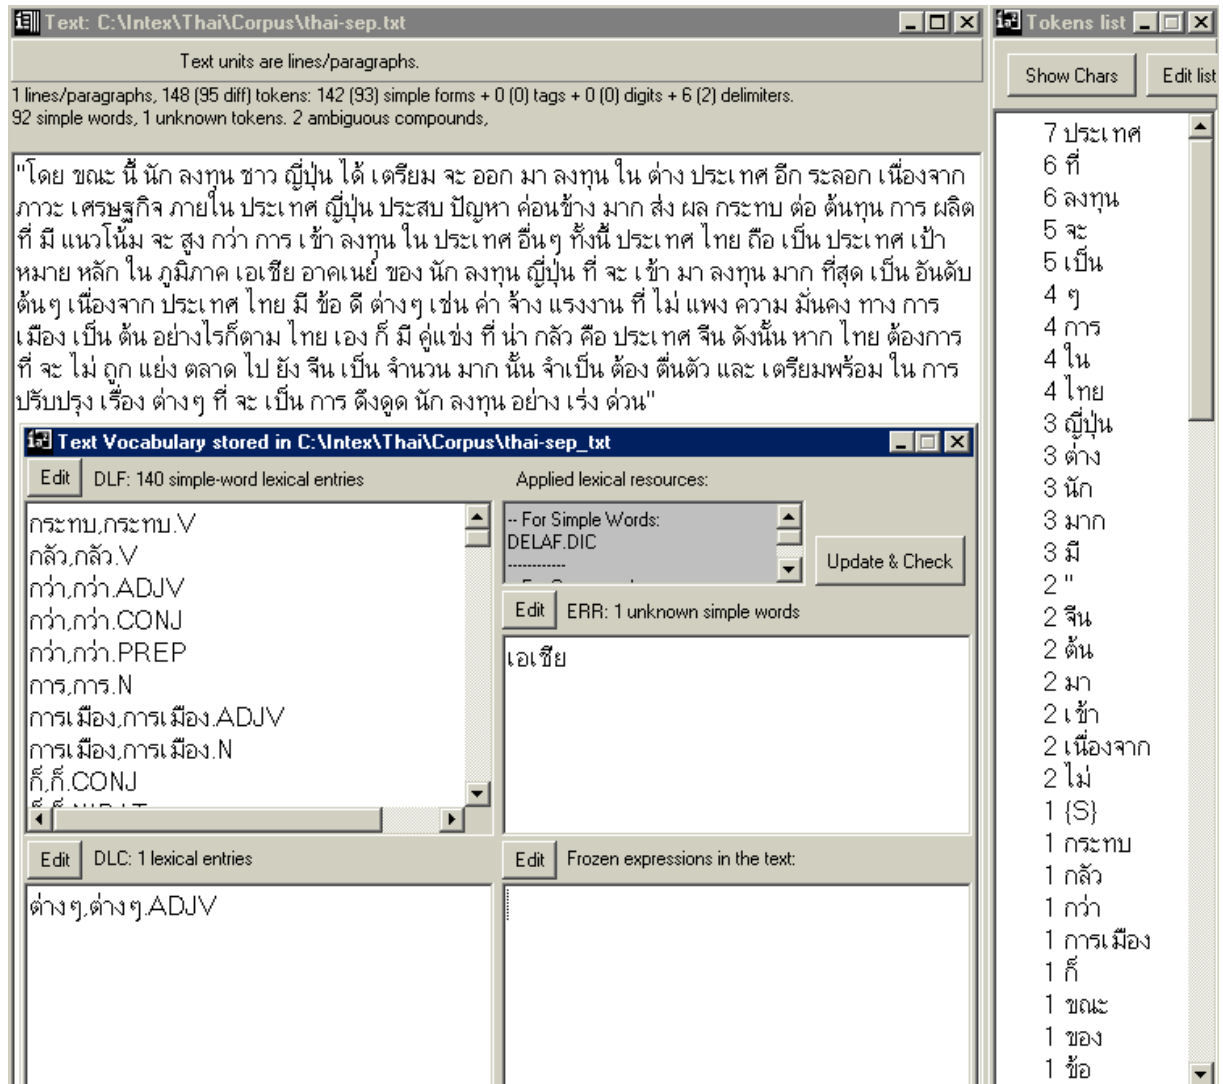 Text: C:\Intex\Thai\Corpus\thai-sep.txt
Text units are lines/paragraphs.
1 lines/paragraphs, 148 (95 diff) tokens: 142 (93) simple forms + 0 (0) tags + 0 (0) digits + 6 (2) delimiters.
92 simple words, 1 unknown tokens. 2 ambiguous compounds,
"โดย ขณะ นี้ นัก ลงทุน ชาว ญี่ปุ่น ได้ เตรียม จะ ออก มา ลงทุน ใน ต่าง ประเทศ อีก ระลอก เนื่องจาก
ภาวะ เศรษฐกิจ ภายใน ประเทศ ญี่ปุ่น ประสบ ปัญหา ค่อนข้าง มาก ส่ง ผล กระทบ ต่อ ต้นทุน การ ผลิต
ที่ มี แนวโน้ม จะ สูง กว่า การ เข้า ลงทุน ใน ประเทศ อื่นๆ ทั้งนี้ ประเทศ ไทย ถือ เป็น ประเทศ เป้า
หมาย หลัก ใน ภูมิภาค เอเชีย อาคเนย์ ของ นัก ลงทุน ญี่ปุ่น ที่ จะ เข้า มา ลงทุน มาก ที่สุด เป็น อันดับ
ต้นๆ เนื่องจาก ประเทศ ไทย มี ข้อ ดี ต่างๆ เช่น ค่า จ้าง แรงงาน ที่ ไม่ แพง ความ มั่นคง ทาง การ
เมือง เป็น ต้น อย่างไรก็ตาม ไทย เอง ก็ มี คู่แข่ง ที่ น่า กลัว คือ ประเทศ จีน ดังนั้น หาก ไทย ต้องการ
ที่ จะ ไม่ ถูก แย่ง ตลาด ไป ยัง จีน เป็น จำนวน มาก นั้น จำเป็น ต้อง ตื่นตัว และ เตรียมพร้อม ใน การ
ปรับปรุง เรื่อง ต่างๆ ที่ จะ เป็น การ ดึงดูด นัก ลงทุน อย่าง เร่ง ด่วน"
Text Vocabulary stored in C:\Intex\Thai\Corpus\thai-sep_txt
Edit DLF: 140 simple-word lexical entries
กระทบ,กระทบ.V
กลัว,กลัว.V
กว่า,กว่า.ADJV
กว่า,กว่า.CONJ
กว่า,กว่า.PREP
การ,การ.N
การเมือง,การเมือง.ADJV
การเมือง,การเมือง.N
ก็,ก็.CONJ
Applied lexical resources:
-- For Simple Words:
DELAF.DIC
------------
Update & Check
Edit ERR: 1 unknown simple words
เอเชีย
Edit DLC: 1 lexical entries
ต่างๆ,ต่างๆ.ADJV
Edit Frozen expressions in the text:
Tokens list
Show Chars Edit list
7 ประเทศ
6 ที่
6 ลงทุน
5 จะ
5 เป็น
4 ๆ
4 การ
4 ใน
4 ไทย
3 ญี่ปุ่น
3 ต่าง
3 นัก
3 มาก
3 มี
2 "
2 จีน
2 ต้น
2 มา
2 เข้า
2 เนื่องจาก
2 ไม่
1 {S}
1 กระทบ
1 กลัว
1 กว่า
1 การเมือง
1 ก็
1 ขณะ
1 ของ
1 ข้อ